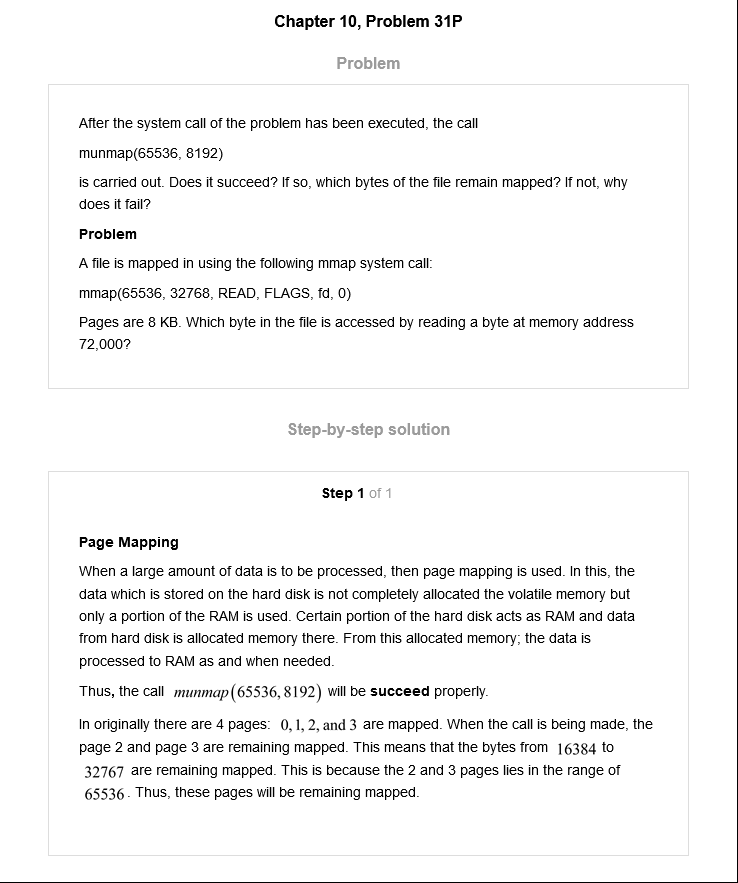 Chapter 10, Problem 31P
Problem
After the system call of the problem has been executed, the call
munmap(65536, 8192)
is carried out. Does it succeed? If so, which bytes of the file remain mapped? If not, why
does it fail?
Problem
A file is mapped in using the following mmap system call:
mmap(65536, 32768, READ, FLAGS, fd, 0)
Pages are 8 KB. Which byte in the file is accessed by reading a byte at memory address
72,000?
Step-by-step solution
Step 1 of 1
Page Mapping
When a large amount of data is to be processed, then page mapping is used. In this, the
data which is stored on the hard disk is not completely allocated the volatile memory but
only a portion of the RAM is used. Certain portion of the hard disk acts as RAM and data
from hard disk is allocated memory there. From this allocated memory; the data is
processed to RAM as and when needed.
Thus, the call munmap(65536,8192) will be succeed properly.
In originally there are 4 pages: 0,1,2,and 3 are mapped. When the call is being made, the
page 2 and page 3 are remaining mapped. This means that the bytes from 16384 to
32767 are remaining mapped. This is because the 2 and 3 pages lies in the range of
65536. Thus, these pages will be remaining mapped.